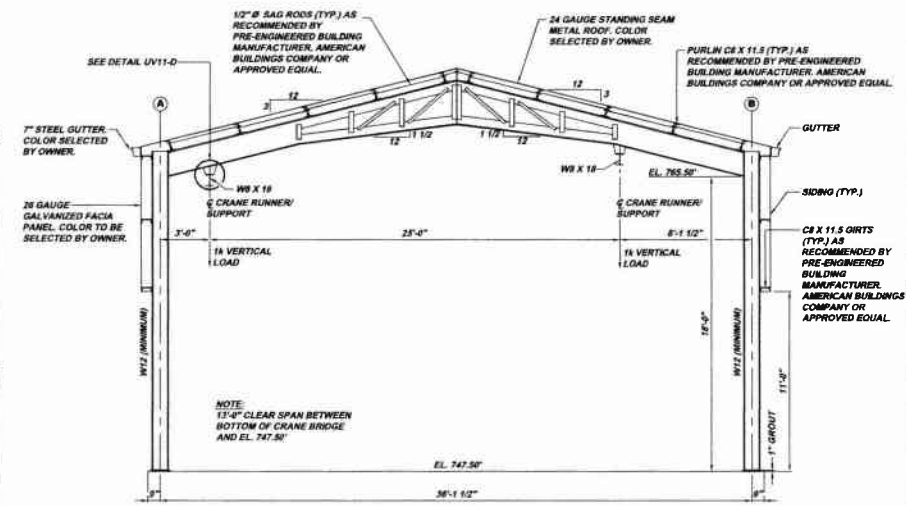 1/2" Ø SAG RODS (TYP.) AS
RECOMMENDED BY
PRE-ENGINEERED BUILDING
MANUFACTURER. AMERICAN
BUILDINGS COMPANY OR
APPROVED EQUAL.
24 GAUGE STANDING SEAM
METAL ROOF. COLOR
SELECTED BY OWNER.
PURLIN C8 X 11.5 (TYP.) AS
RECOMMENDED BY PRE-ENGINEERED
BUILDING MANUFACTURER. AMERICAN
BUILDINGS COMPANY OR APPROVED EQUAL.
SEE DETAIL UV11-D
12
3
12
3
A
B
7" STEEL GUTTER.
COLOR SELECTED
BY OWNER.
GUTTER
1 1/2
12
1 1/2
12
W8 X 18
W8 X 18
EL. 765.50'
26 GAUGE
GALVANIZED FACIA
PANEL. COLOR TO BE
SELECTED BY OWNER.
SIDING (TYP.)
℄ CRANE RUNNER/
SUPPORT
℄ CRANE RUNNER/
SUPPORT
C8 X 11.5 GIRTS
(TYP.) AS
RECOMMENDED BY
PRE-ENGINEERED
BUILDING
MANUFACTURER.
AMERICAN BUILDINGS
COMPANY OR
APPROVED EQUAL.
3'-0"
25'-0"
8'-1 1/2"
1k VERTICAL
LOAD
1k VERTICAL
LOAD
W12 (MINIMUM)
18'-0"
W12 (MINIMUM)
11'-0"
1" GROUT
NOTE:
13'-0" CLEAR SPAN BETWEEN
BOTTOM OF CRANE BRIDGE
AND EL. 747.50'
EL. 747.50'
9"
36'-1 1/2"
9"